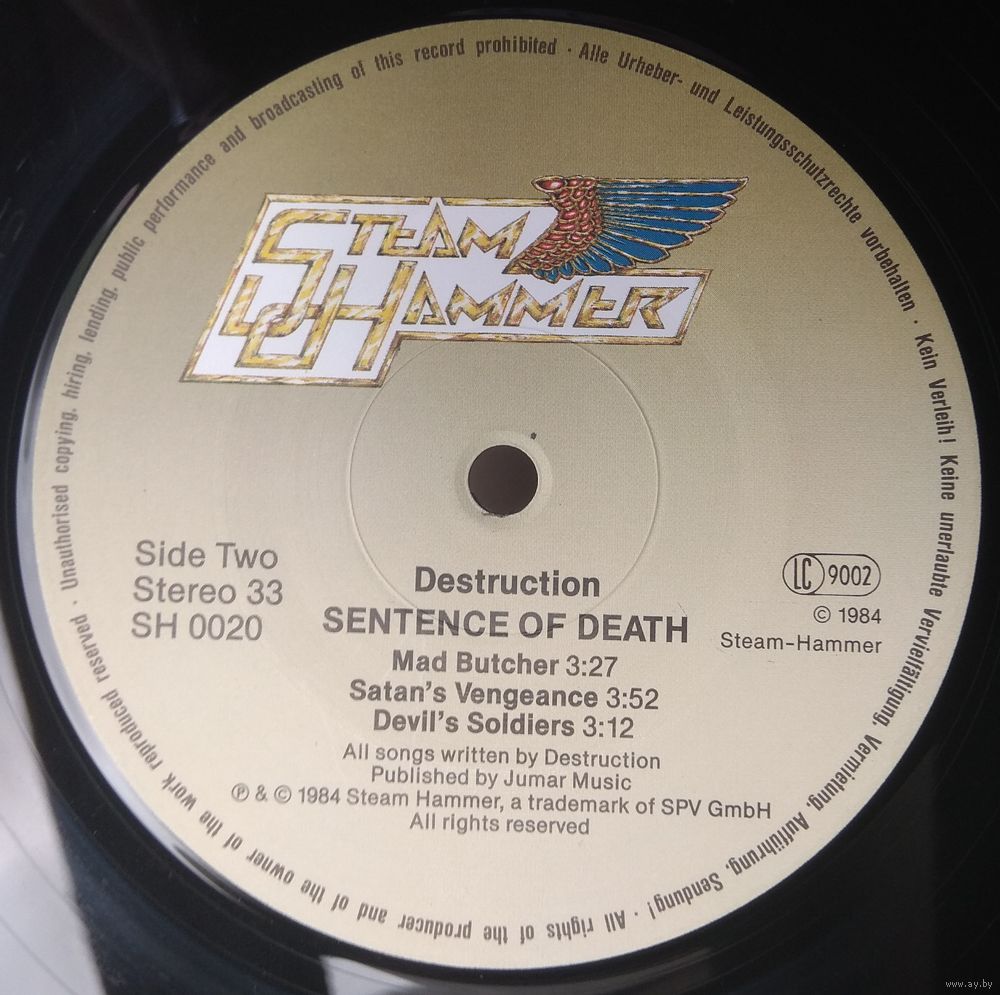 Unauthorised copying, hiring, lending, public performance and broadcasting of this record prohibited · Alle Urheber- und Leistungsschutzrechte vorbehalten · Kein Verleih! Keine unerlaubte Vervielfältigung, Vermietung, Aufführung, Sendung! · All rights of the producer and of the owner of the work reproduced reserved ·
STEAM
HAMMER
Side Two
Stereo 33
SH 0020
LC 9002
© 1984
Steam-Hammer
Destruction
SENTENCE OF DEATH
Mad Butcher 3:27
Satan's Vengeance 3:52
Devil's Soldiers 3:12
All songs written by Destruction
Published by Jumar Music
℗ & © 1984 Steam Hammer, a trademark of SPV GmbH
All rights reserved
www.ay.by